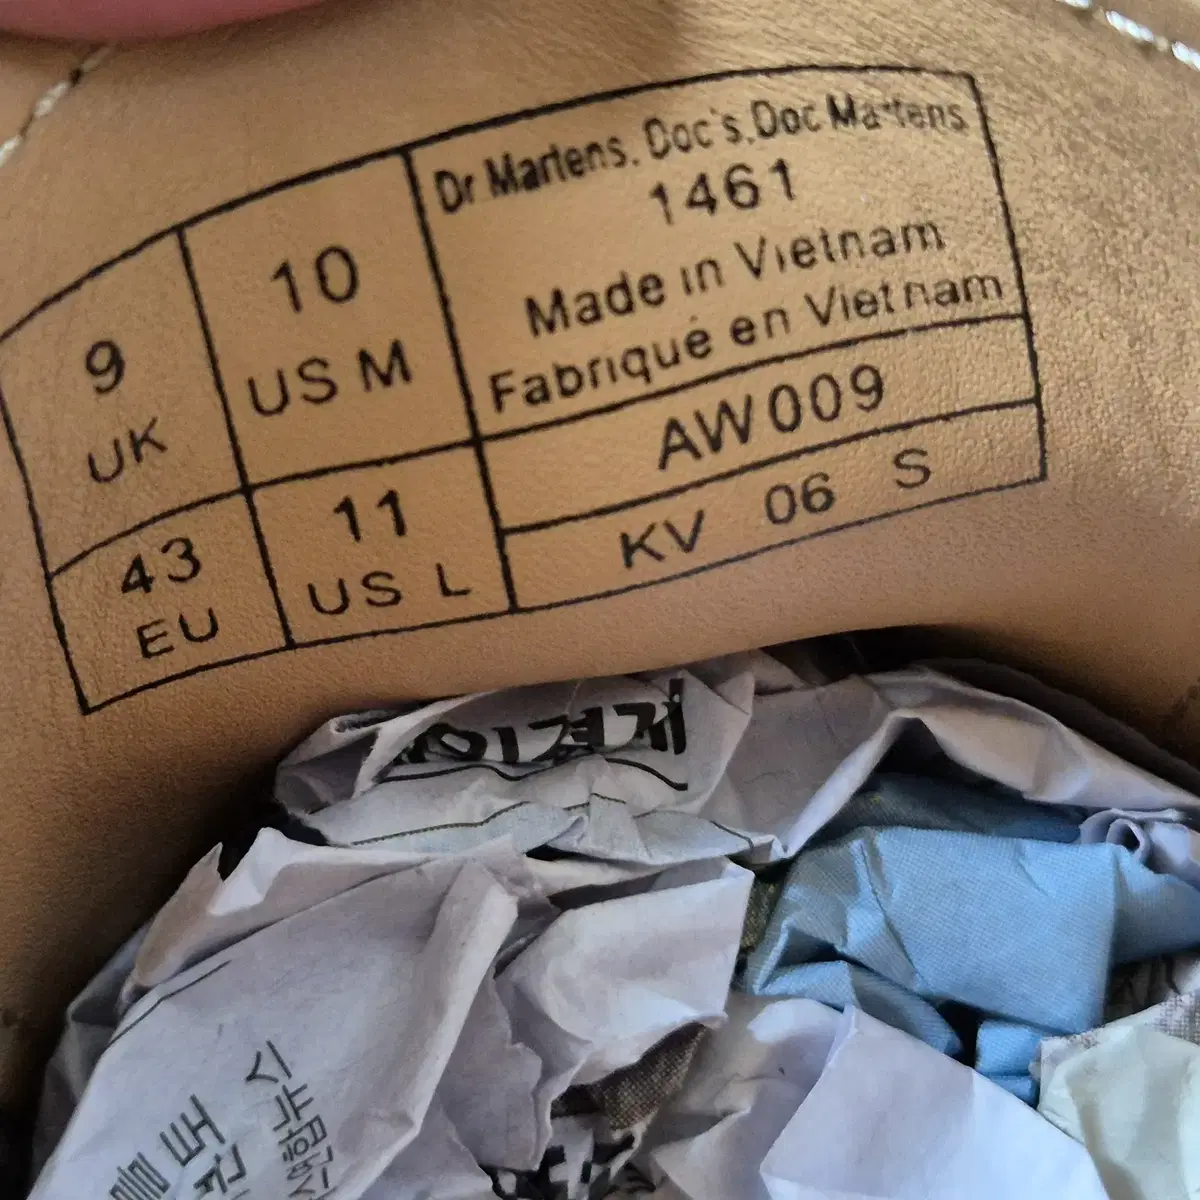 Dr Martens. Doc's. Doc Martens
1461
Made in Vietnam
Fabriqué en Vietnam
9
UK
10
US M
43
EU
11
US L
AW009
KV 06 S